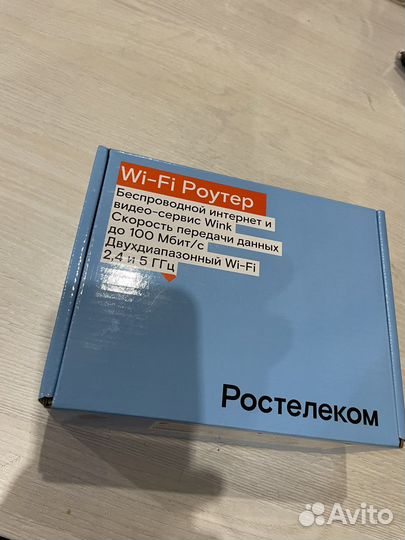 Wi-Fi Роутер
Беспроводной интернет и
видео-сервис Wink
Скорость передачи данных
до 100 Мбит/с
Двухдиапазонный Wi-Fi
2,4 и 5 ГГц
Ростелеком
Avito